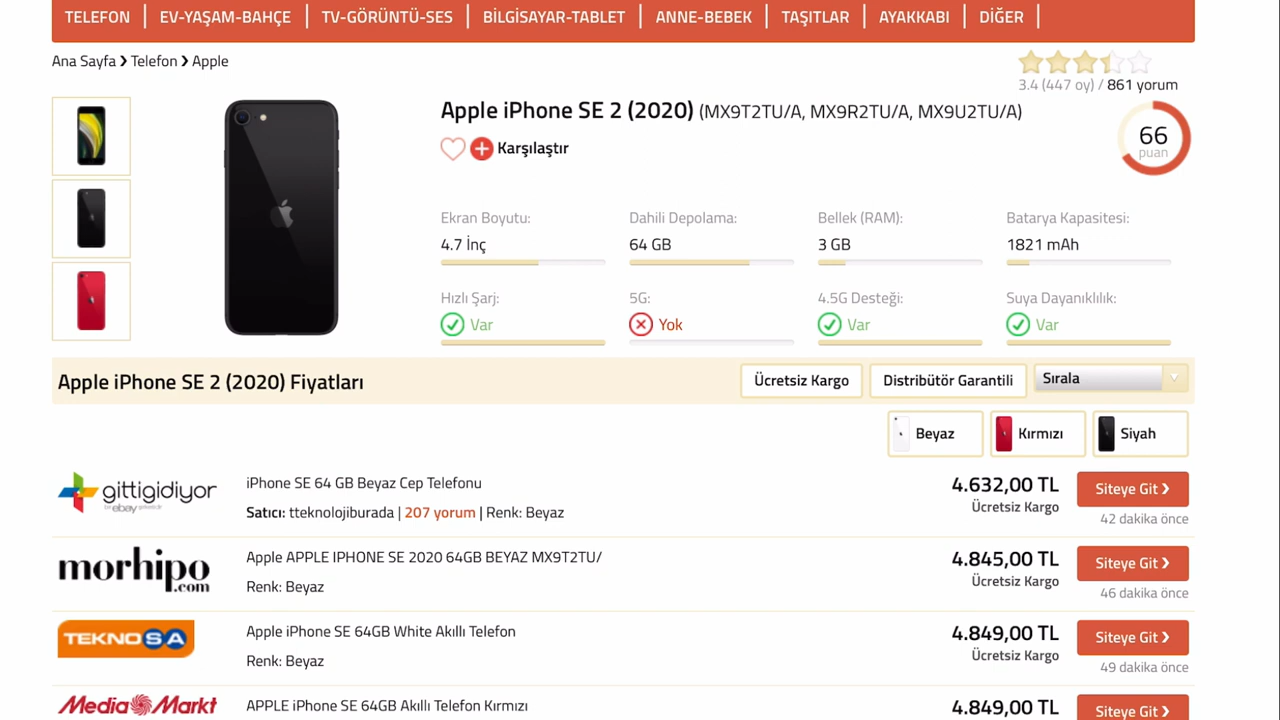 TELEFON | EV-YAŞAM-BAHÇE | TV-GÖRÜNTÜ-SES | BİLGİSAYAR-TABLET | ANNE-BEBEK | TAŞITLAR | AYAKKABI | DİĞER |
Ana Sayfa ❯ Telefon ❯ Apple
3.4 (447 oy) / 861 yorum
Apple iPhone SE 2 (2020) (MX9T2TU/A, MX9R2TU/A, MX9U2TU/A)
Karşılaştır
66
puan
Ekran Boyutu: Dahili Depolama: Bellek (RAM): Batarya Kapasitesi:
4.7 İnç 64 GB 3 GB 1821 mAh
Hızlı Şarj: 5G: 4.5G Desteği: Suya Dayanıklılık:
Var Yok Var Var
Apple iPhone SE 2 (2020) Fiyatları
Ücretsiz Kargo Distribütör Garantili Sırala
Beyaz Kırmızı Siyah
gittigidiyor
iPhone SE 64 GB Beyaz Cep Telefonu
Satıcı: tteknolojiburada | 207 yorum | Renk: Beyaz
4.632,00 TL
Ücretsiz Kargo
Siteye Git ❯
42 dakika önce
morhipo
.com
Apple APPLE IPHONE SE 2020 64GB BEYAZ MX9T2TU/
Renk: Beyaz
4.845,00 TL
Ücretsiz Kargo
Siteye Git ❯
46 dakika önce
TEKNOSA
Apple iPhone SE 64GB White Akıllı Telefon
Renk: Beyaz
4.849,00 TL
Ücretsiz Kargo
Siteye Git ❯
49 dakika önce
Media Markt
APPLE iPhone SE 64GB Akıllı Telefon Kırmızı
4.849,00 TL
Siteye Git ❯